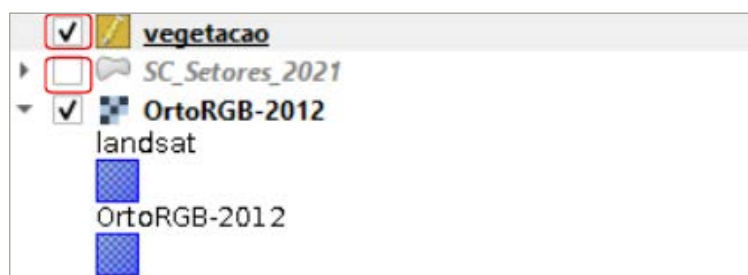 vegetacao
SC_Setores_2021
OrtoRGB-2012
landsat
OrtoRGB-2012